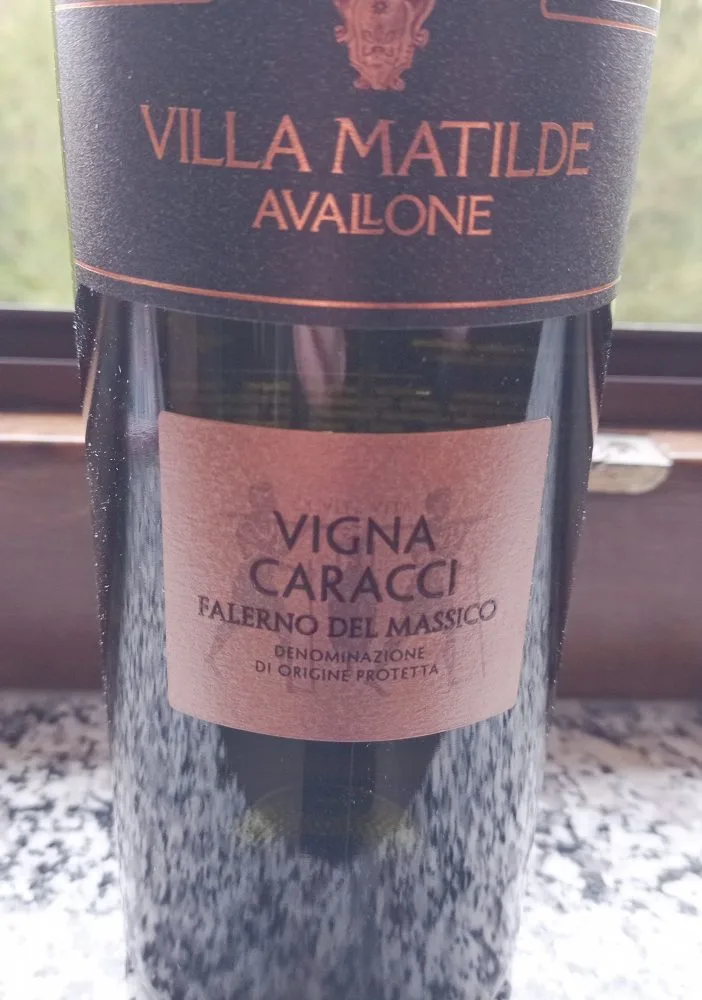 VILLA MATILDE
AVALLONE
VIGNA
CARACCI
FALERNO DEL MASSICO
DENOMINAZIONE
DI ORIGINE PROTETTA